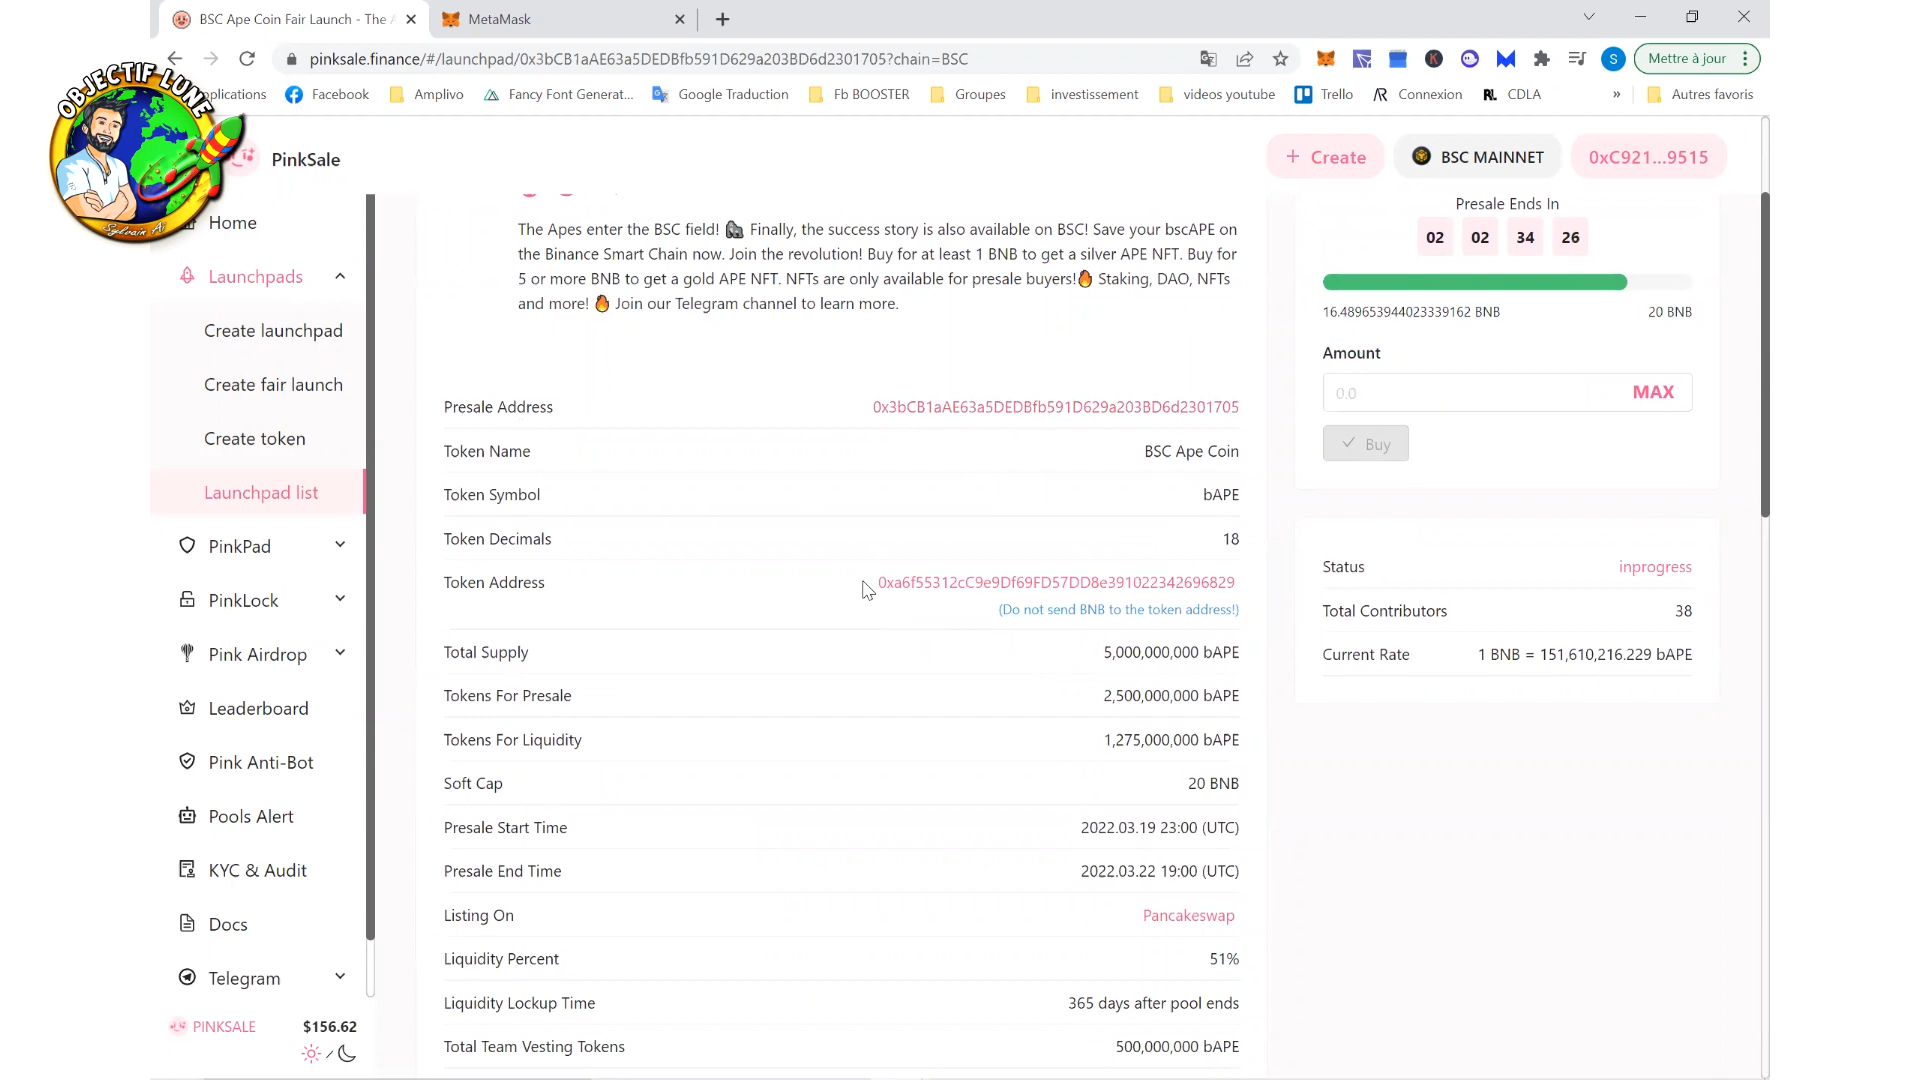 BSC Ape Coin Fair Launch - The A
MetaMask
pinksale.finance/#/launchpad/0x3bCB1aAE63a5DEDBfb591D629a203BD6d2301705?chain=BSC
S
Mettre à jour
plications
Facebook
Amplivo
Fancy Font Generat...
Google Traduction
Fb BOOSTER
Groupes
investissement
videos youtube
Trello
Connexion
CDLA
»
Autres favoris
OBJECTIF LUNE
Sylvain Ai
PinkSale
+ Create
BSC MAINNET
0xC921...9515
Home
Launchpads
Create launchpad
Create fair launch
Create token
Launchpad list
PinkPad
PinkLock
Pink Airdrop
Leaderboard
Pink Anti-Bot
Pools Alert
KYC & Audit
Docs
Telegram
PINKSALE
$156.62
The Apes enter the BSC field! 🦍 Finally, the success story is also available on BSC! Save your bscAPE on
the Binance Smart Chain now. Join the revolution! Buy for at least 1 BNB to get a silver APE NFT. Buy for
5 or more BNB to get a gold APE NFT. NFTs are only available for presale buyers!🔥 Staking, DAO, NFTs
and more! 🔥 Join our Telegram channel to learn more.
Presale Address 0x3bCB1aAE63a5DEDBfb591D629a203BD6d2301705
Token Name BSC Ape Coin
Token Symbol bAPE
Token Decimals 18
Token Address 0xa6f55312cC9e9Df69FD57DD8e391022342696829
(Do not send BNB to the token address!)
Total Supply 5,000,000,000 bAPE
Tokens For Presale 2,500,000,000 bAPE
Tokens For Liquidity 1,275,000,000 bAPE
Soft Cap 20 BNB
Presale Start Time 2022.03.19 23:00 (UTC)
Presale End Time 2022.03.22 19:00 (UTC)
Listing On Pancakeswap
Liquidity Percent 51%
Liquidity Lockup Time 365 days after pool ends
Total Team Vesting Tokens 500,000,000 bAPE
Presale Ends In
02 02 34 26
16.489653944023339162 BNB 20 BNB
Amount
0.0 MAX
Buy
Status inprogress
Total Contributors 38
Current Rate 1 BNB = 151,610,216.229 bAPE